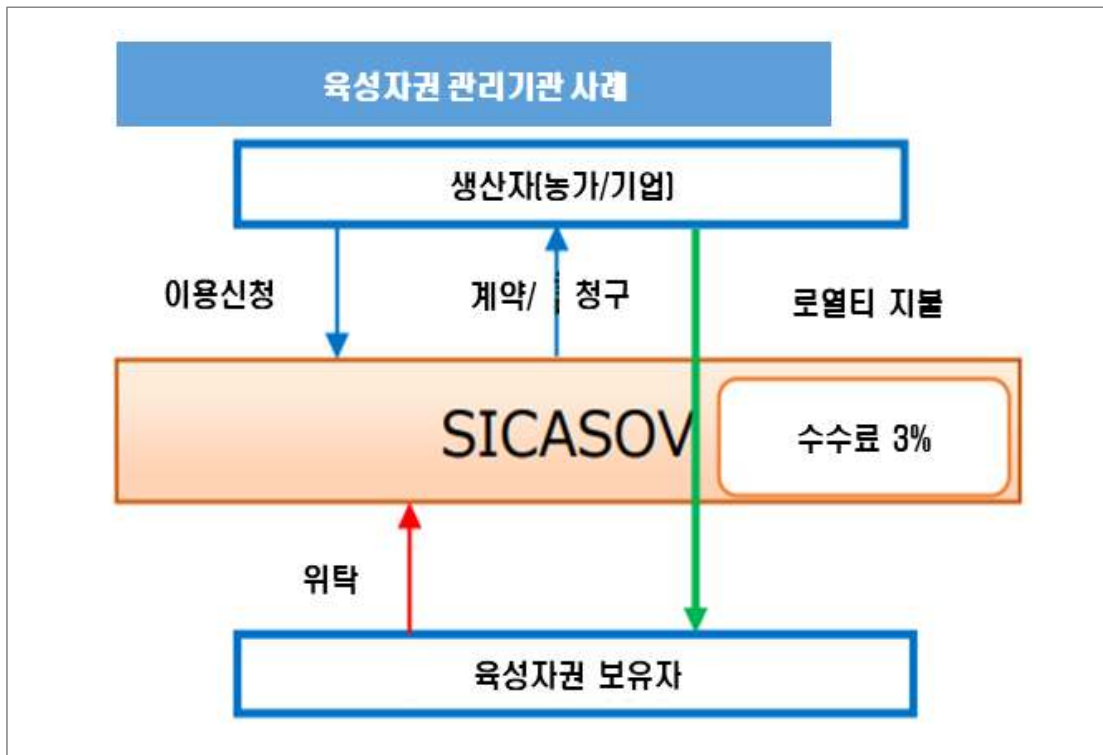 육성자권 관리기관 사례
생산자(농가/기업)
이용신청
계약/ 청구
로열티 지불
SICASOV
수수료 3%
위탁
육성자권 보유자